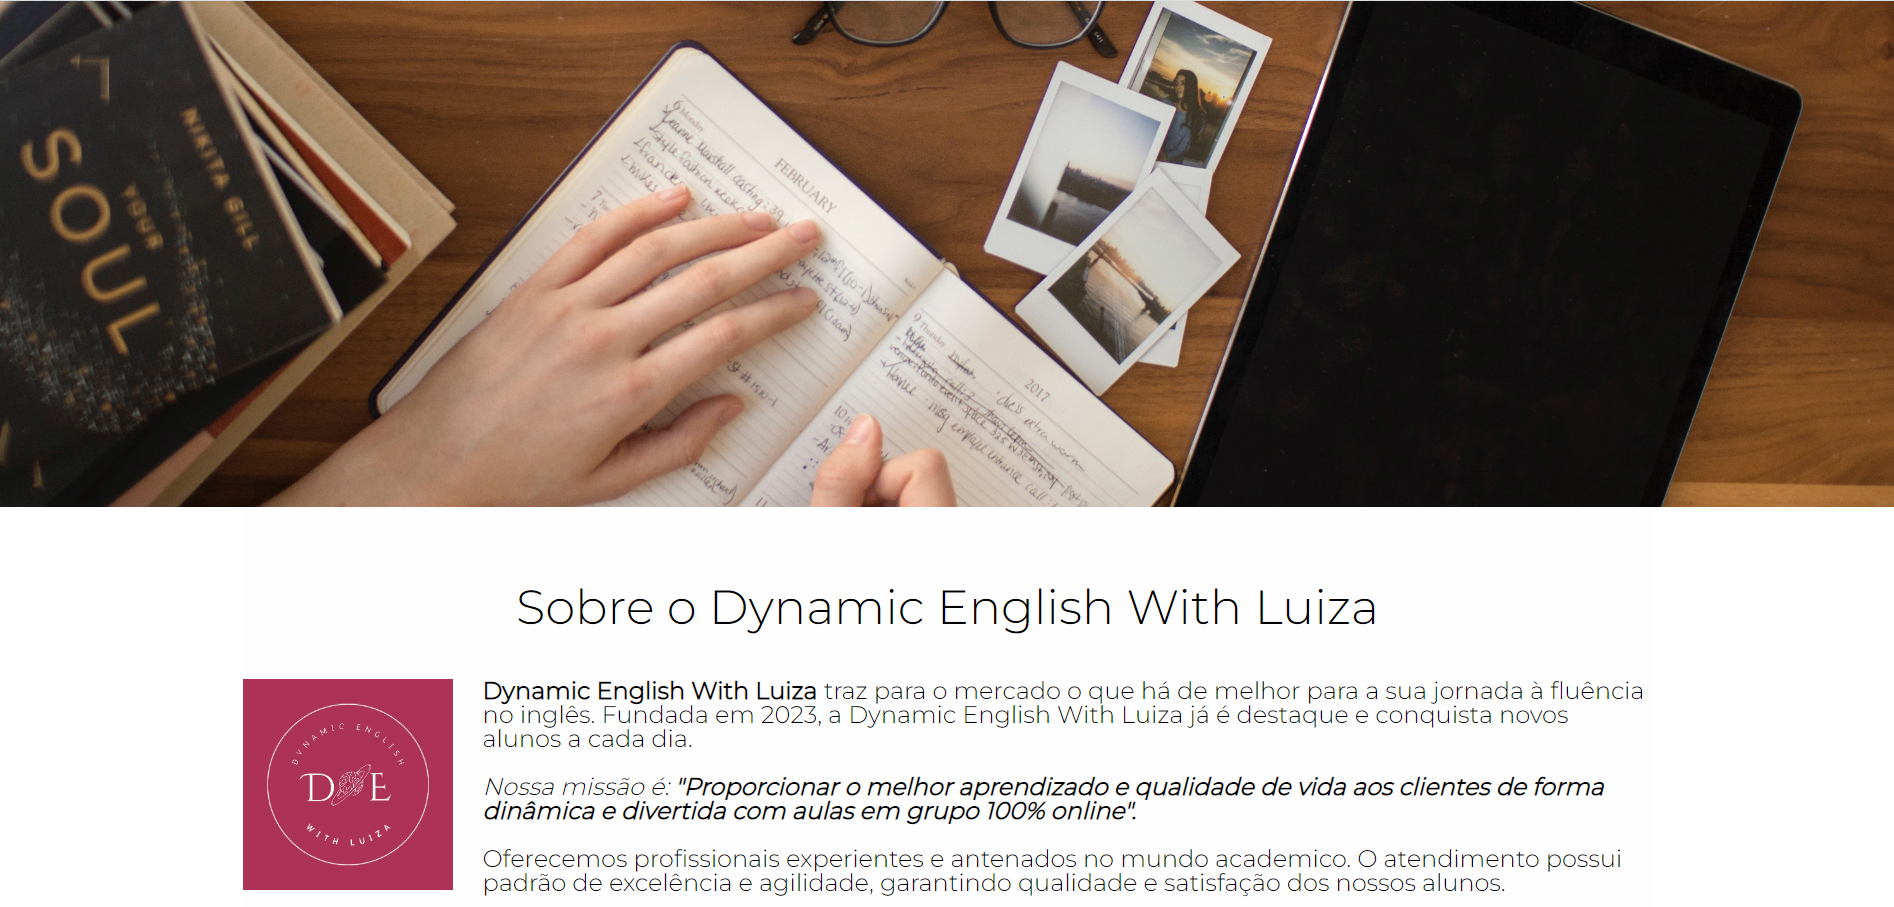 NIKITA GILL
YOUR
SOUL
6 Monday
FEBRUARY
9 Thursday
2017
Sobre o Dynamic English With Luiza
DYNAMIC ENGLISH
D E
WITH LUIZA
Dynamic English With Luiza traz para o mercado o que há de melhor para a sua jornada à fluência
no inglês. Fundada em 2023, a Dynamic English With Luiza já é destaque e conquista novos
alunos a cada dia.
Nossa missão é: "Proporcionar o melhor aprendizado e qualidade de vida aos clientes de forma
dinâmica e divertida com aulas em grupo 100% online".
Oferecemos profissionais experientes e antenados no mundo academico. O atendimento possui
padrão de excelência e agilidade, garantindo qualidade e satisfação dos nossos alunos.